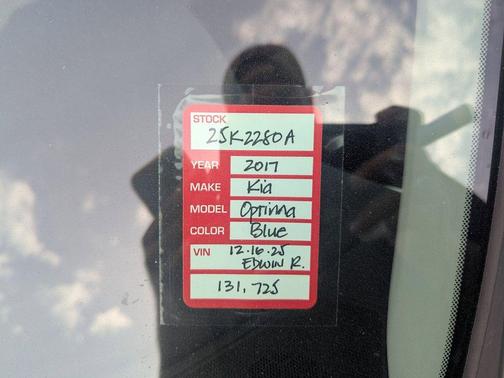 STOCK
25K2280A
YEAR 2017
MAKE Kia
MODEL Optima
COLOR Blue
VIN 12.16.25
EDWIN R.
131,725